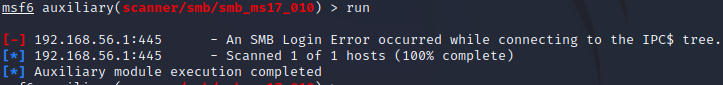 msf6 auxiliary(scanner/smb/smb_ms17_010) > run
[-] 192.168.56.1:445 - An SMB Login Error occurred while connecting to the IPC$ tree.
[*] 192.168.56.1:445 - Scanned 1 of 1 hosts (100% complete)
[*] Auxiliary module execution completed